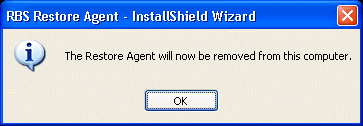 RBS Restore Agent - InstallShield Wizard
The Restore Agent will now be removed from this computer.
OK